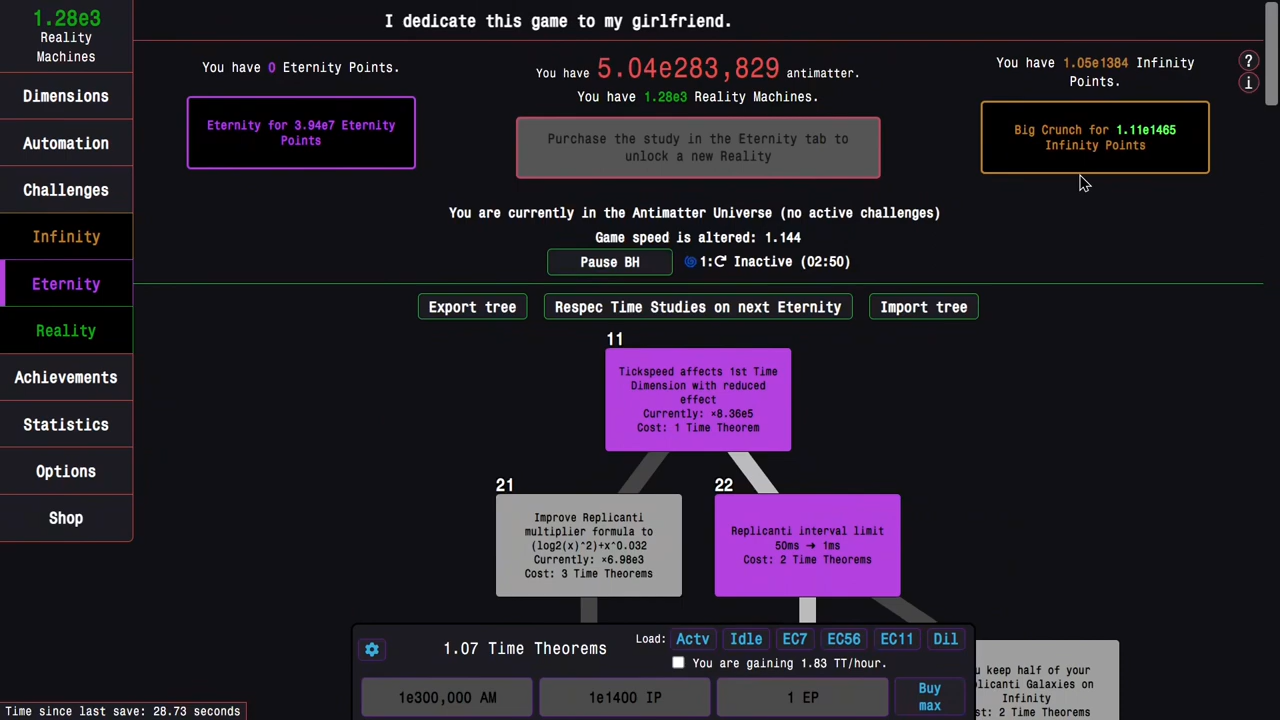 1.28e3
Reality
Machines
Dimensions
Automation
Challenges
Infinity
Eternity
Reality
Achievements
Statistics
Options
Shop
I dedicate this game to my girlfriend.
You have 0 Eternity Points.
Eternity for 3.94e7 Eternity
Points
You have 5.04e283,829 antimatter.
You have 1.28e3 Reality Machines.
Purchase the study in the Eternity tab to
unlock a new Reality
You have 1.05e1384 Infinity
Points.
Big Crunch for 1.11e1465
Infinity Points
?
i
You are currently in the Antimatter Universe (no active challenges)
Game speed is altered: 1.144
Pause BH
1: Inactive (02:50)
Export tree
Respec Time Studies on next Eternity
Import tree
11
Tickspeed affects 1st Time
Dimension with reduced
effect
Currently: ×8.36e5
Cost: 1 Time Theorem
21
Improve Replicanti
multiplier formula to
(log2(x)^2)+x^0.032
Currently: ×6.98e3
Cost: 3 Time Theorems
22
Replicanti interval limit
50ms → 1ms
Cost: 2 Time Theorems
keep half of your
Galaxies on
Infinity
Cost: 2 Time Theorems
1.07 Time Theorems
Load: Actv Idle EC7 EC56 EC11 Dil
You are gaining 1.83 TT/hour.
1e300,000 AM
1e1400 IP
1 EP
Buy
max
Time since last save: 28.73 seconds